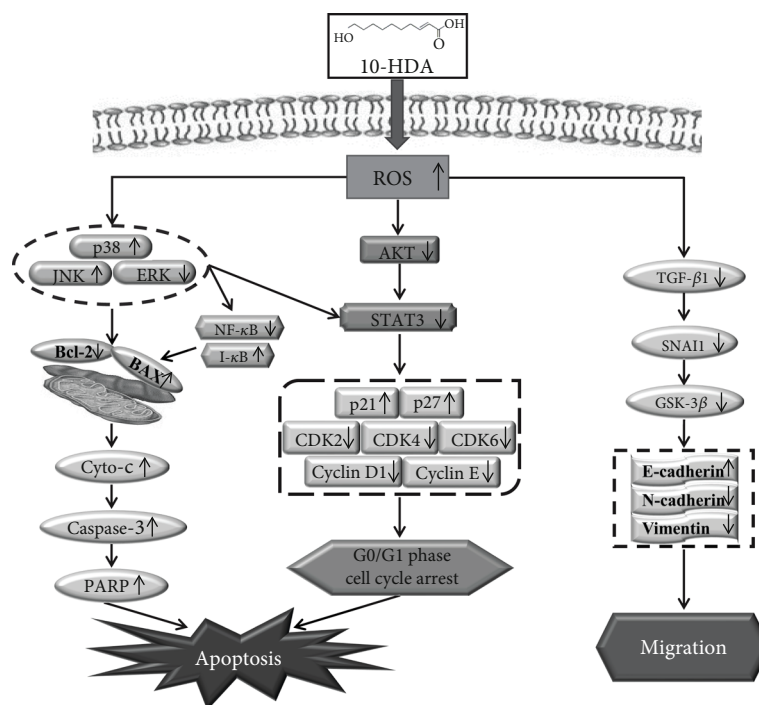 HO
OH
O
10-HDA
ROS ↑
p38 ↑
JNK ↑
ERK ↓
AKT ↓
TGF-β1 ↓
NF-κB ↓
I-κB ↑
STAT3 ↓
SNAI1 ↓
Bcl-2 ↓
BAX ↑
GSK-3β ↓
p21 ↑
p27 ↑
CDK2 ↓
CDK4 ↓
CDK6 ↓
Cyclin D1 ↓
Cyclin E ↓
Cyto-c ↑
E-cadherin ↑
N-cadherin ↓
Vimentin ↓
Caspase-3 ↑
G0/G1 phase
cell cycle arrest
PARP ↑
Apoptosis
Migration